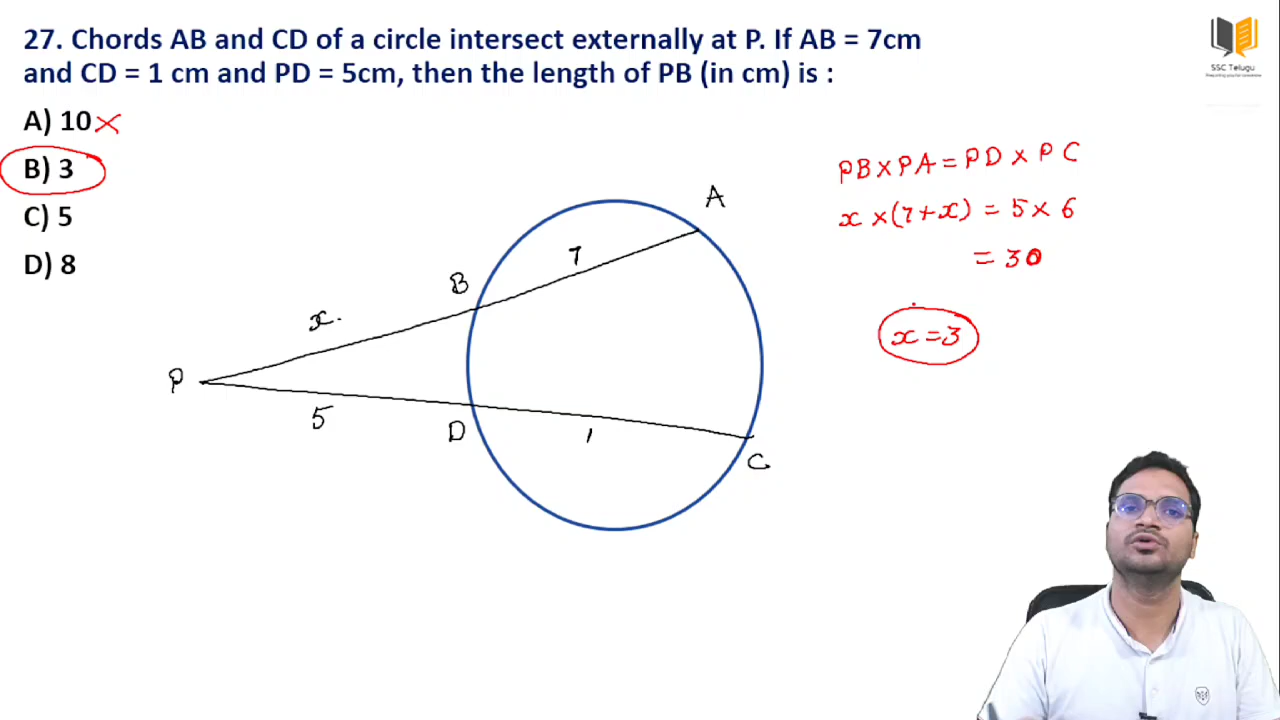 27. Chords AB and CD of a circle intersect externally at P. If AB = 7cm
and CD = 1 cm and PD = 5cm, then the length of PB (in cm) is :
A) 10 ×
B) 3
C) 5
D) 8
SSC Telugu
PB × PA = PD × PC
x × (7+x) = 5 × 6
= 30
x = 3
A
7
B
x.
P
5
D
1
C